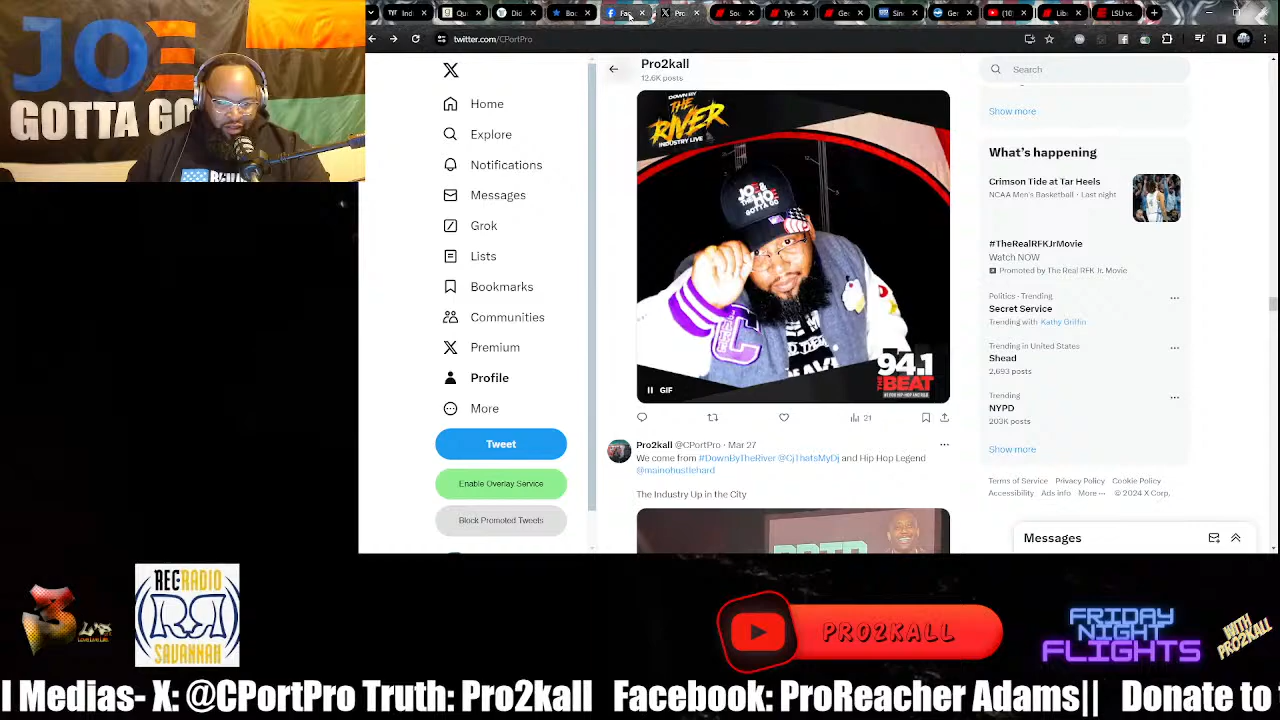 JOE
GOTTA GO
twitter.com/CPortPro
Home
Explore
Notifications
Messages
Grok
Lists
Bookmarks
Communities
Premium
Profile
More
Tweet
Enable Overlay Service
Block Promoted Tweets
Pro2kall
12.6K posts
DOWN BY
THE RIVER
INDUSTRY LIVE
JOE &
THE HOE
GOTTA GO
C
94.1
THE BEAT
GIF
21
Pro2kall @CPortPro · Mar 27
We come from #DownByTheRiver @CjThatsMyDj and Hip Hop Legend
@mainohustlehard
The Industry Up in the City
Search
Show more
What's happening
Crimson Tide at Tar Heels
NCAA Men's Basketball · Last night
#TheRealRFKJrMovie
Watch NOW
Promoted by The Real RFK Jr. Movie
Politics · Trending
Secret Service
Trending with Kathy Griffin
Trending in United States
Shead
2,693 posts
Trending
NYPD
203K posts
Show more
Terms of Service Privacy Policy Cookie Policy
Accessibility Ads info More ··· © 2024 X Corp.
Messages
REC-RADIO
SAVANNAH
PRO2KALL
FRIDAY
NIGHT
FLIGHTS
WITH
PRO2KALL
l Medias- X: @CPortPro Truth: Pro2kall Facebook: ProReacher Adams|| Donate to